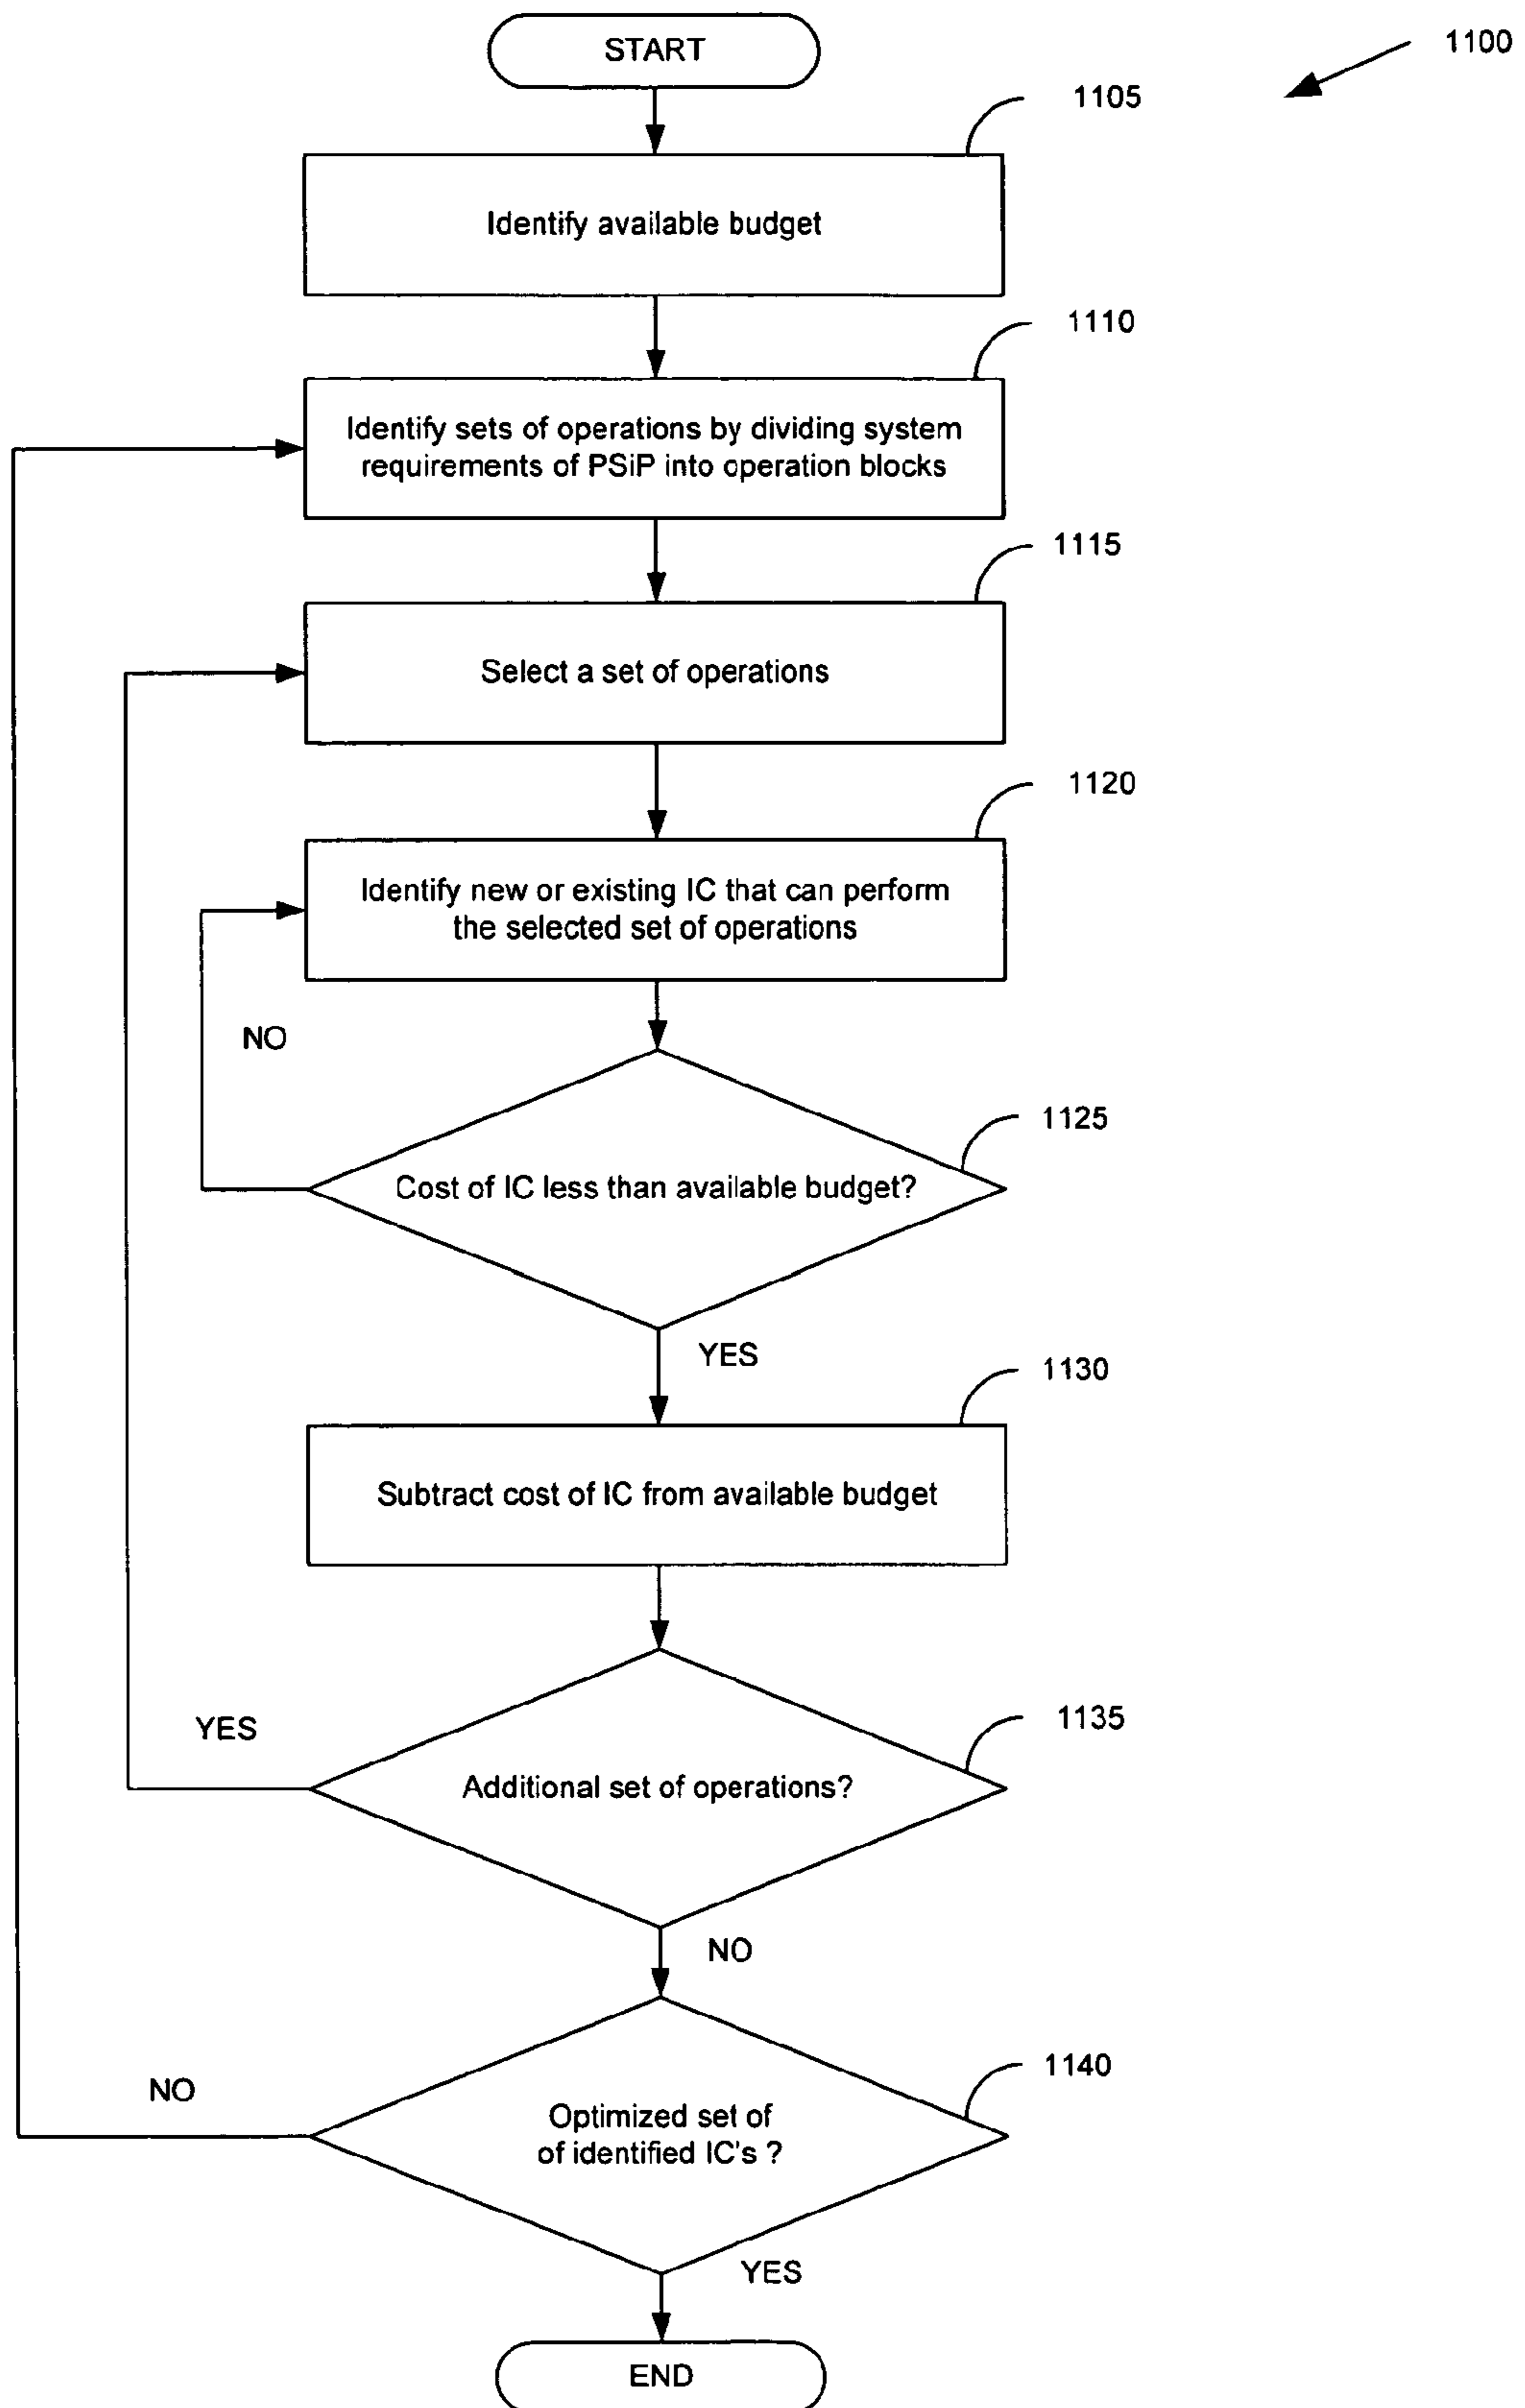 START
1100
1105
Identify available budget
1110
Identify sets of operations by dividing system
requirements of PSiP into operation blocks
1115
Select a set of operations
1120
Identify new or existing IC that can perform
the selected set of operations
NO
1125
Cost of IC less than available budget?
YES
1130
Subtract cost of IC from available budget
YES
1135
Additional set of operations?
NO
1140
NO
Optimized set of
of identified IC's ?
YES
END